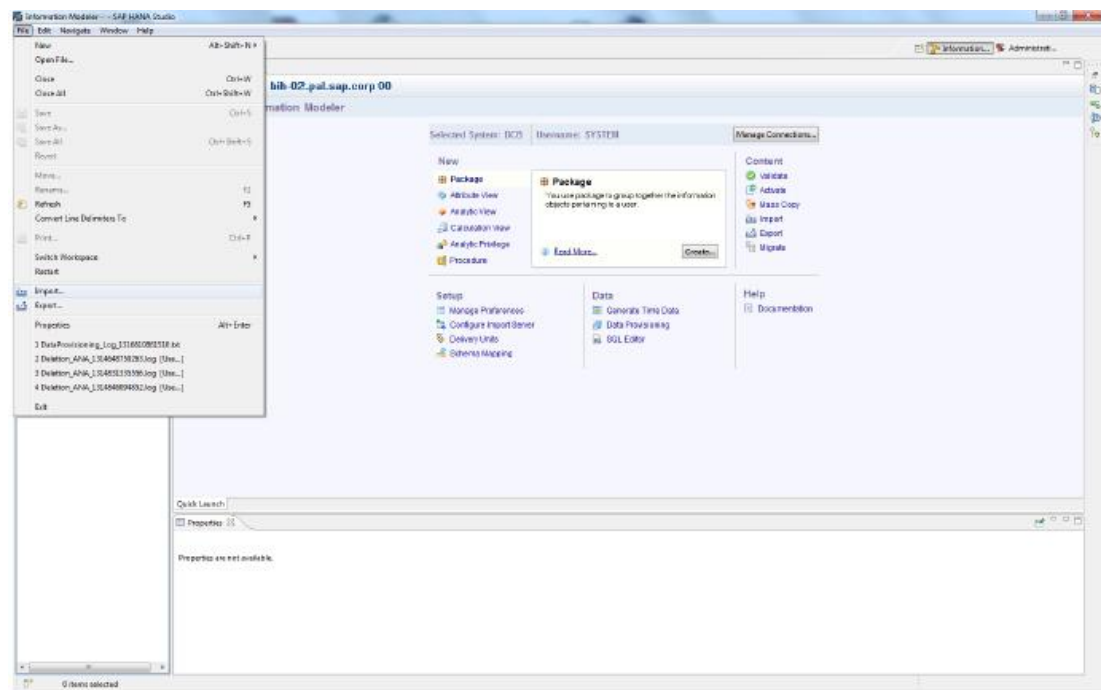 Information Modeler - - SAP HANA Studio
File Edit Navigate Window Help
New Alt+Shift+N
Open File...
Close Ctrl+W
Close All Ctrl+Shift+W
Save Ctrl+S
Save As...
Save All Ctrl+Shift+S
Revert
Move...
Rename... F2
Refresh F5
Convert Line Delimiters To
Print... Ctrl+P
Switch Workspace
Restart
Import...
Export...
Properties Alt+Enter
Exit
Information... Administrati...
bih-02.pal.sap.corp 00
mation Modeler
Selected System: Username: SYSTEM Manage Connections...
New
Package
Attribute View
Analytic View
Calculation View
Analytic Privilege
Procedure
Package
You use package to group together the information
objects pertaining to a user.
Read More... Create...
Content
Validate
Activate
Mass Copy
Import
Export
Migrate
Setup
Manage Preferences
Configure Import Server
Delivery Units
Schema Mapping
Data
Generate Time Data
Data Provisioning
SQL Editor
Help
Documentation
Quick Launch
Properties
Properties are not available.
0 items selected